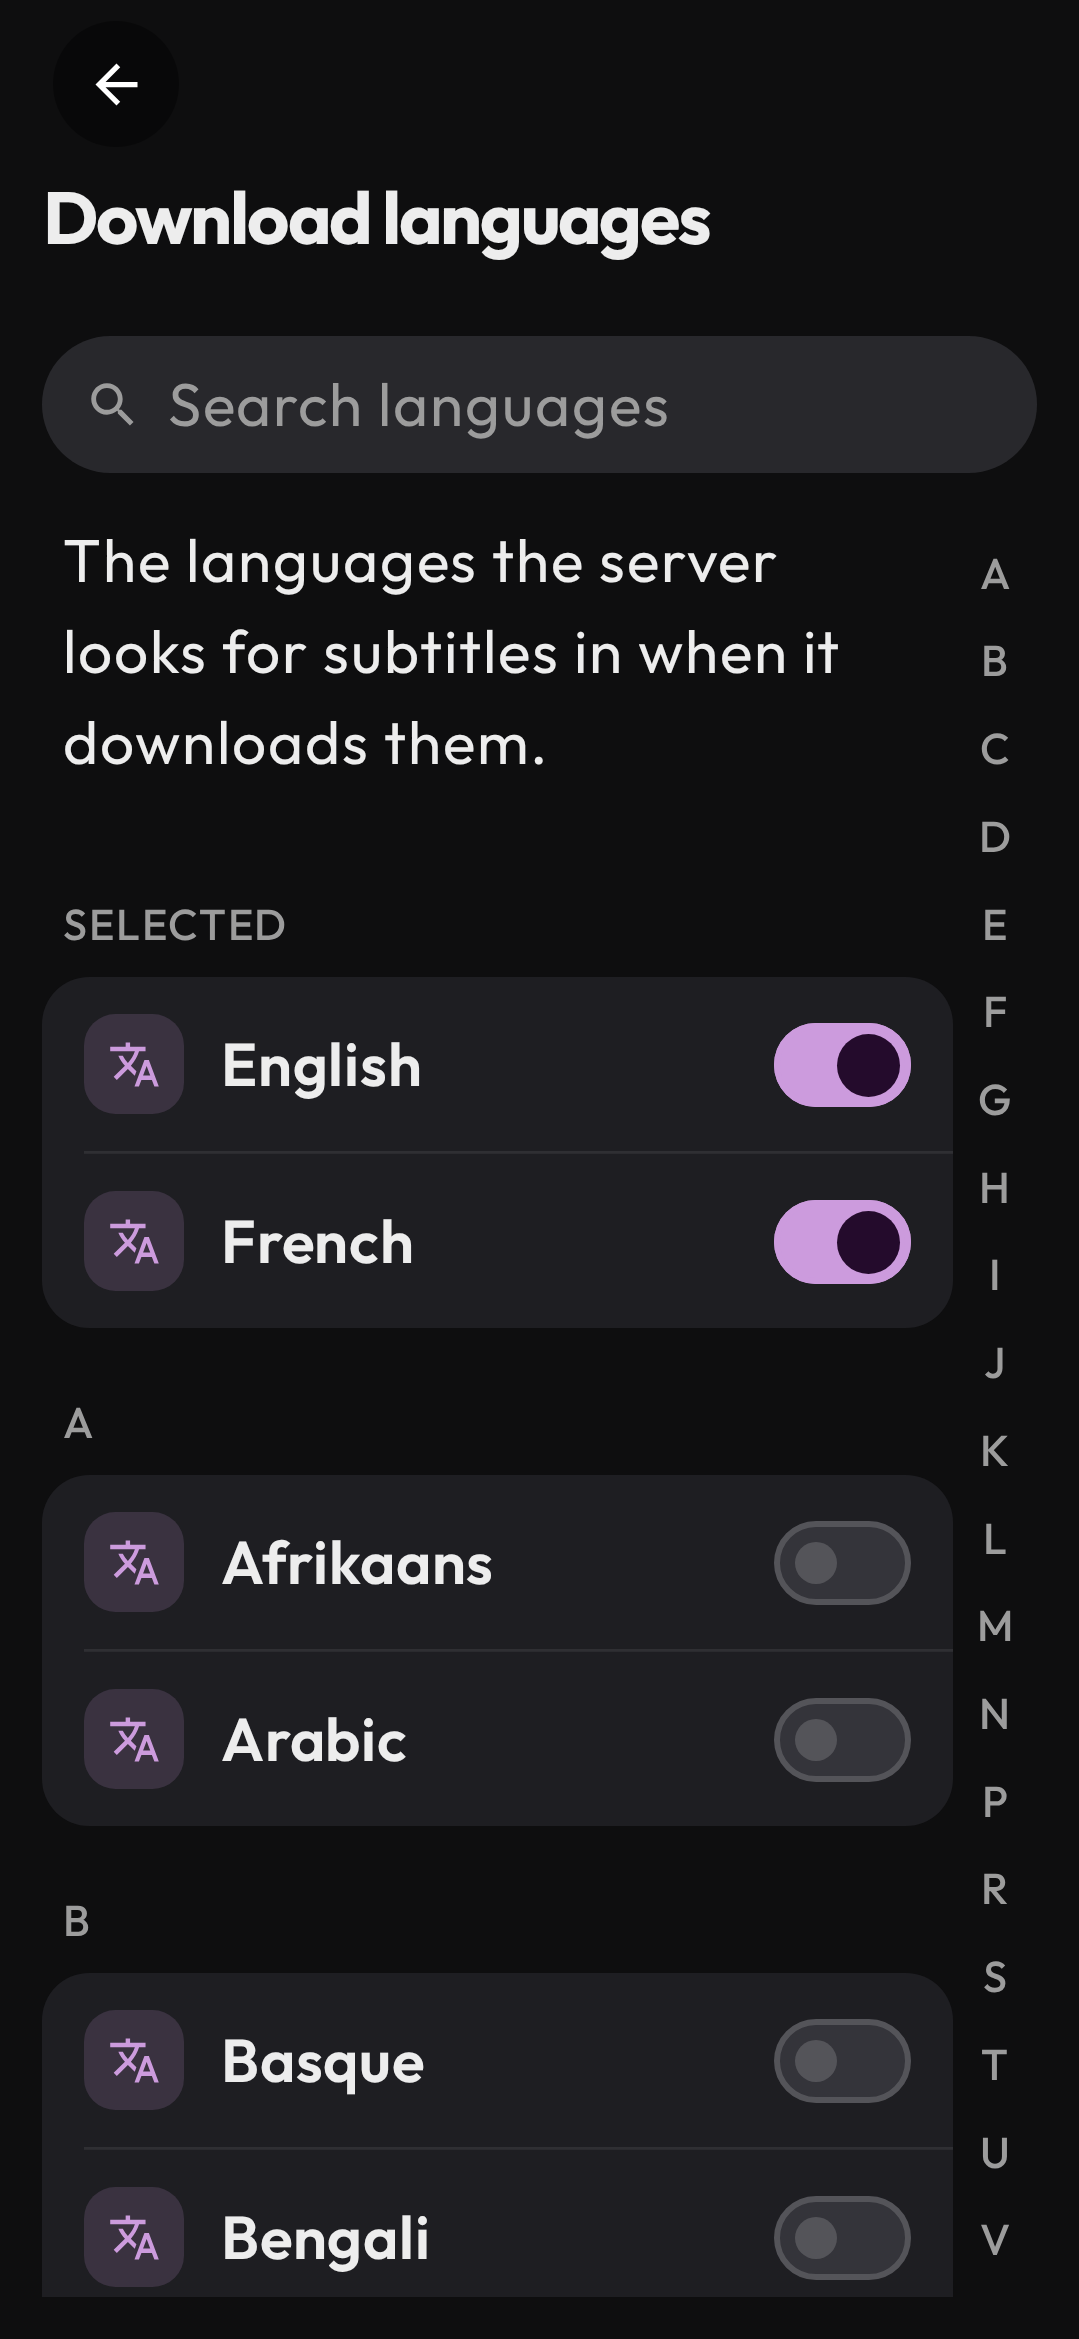 Download languages
Search languages
The languages the server
looks for subtitles in when it
downloads them.
SELECTED
English
French
A
Afrikaans
Arabic
B
Basque
Bengali
A
B
C
D
E
F
G
H
I
J
K
L
M
N
P
R
S
T
U
V